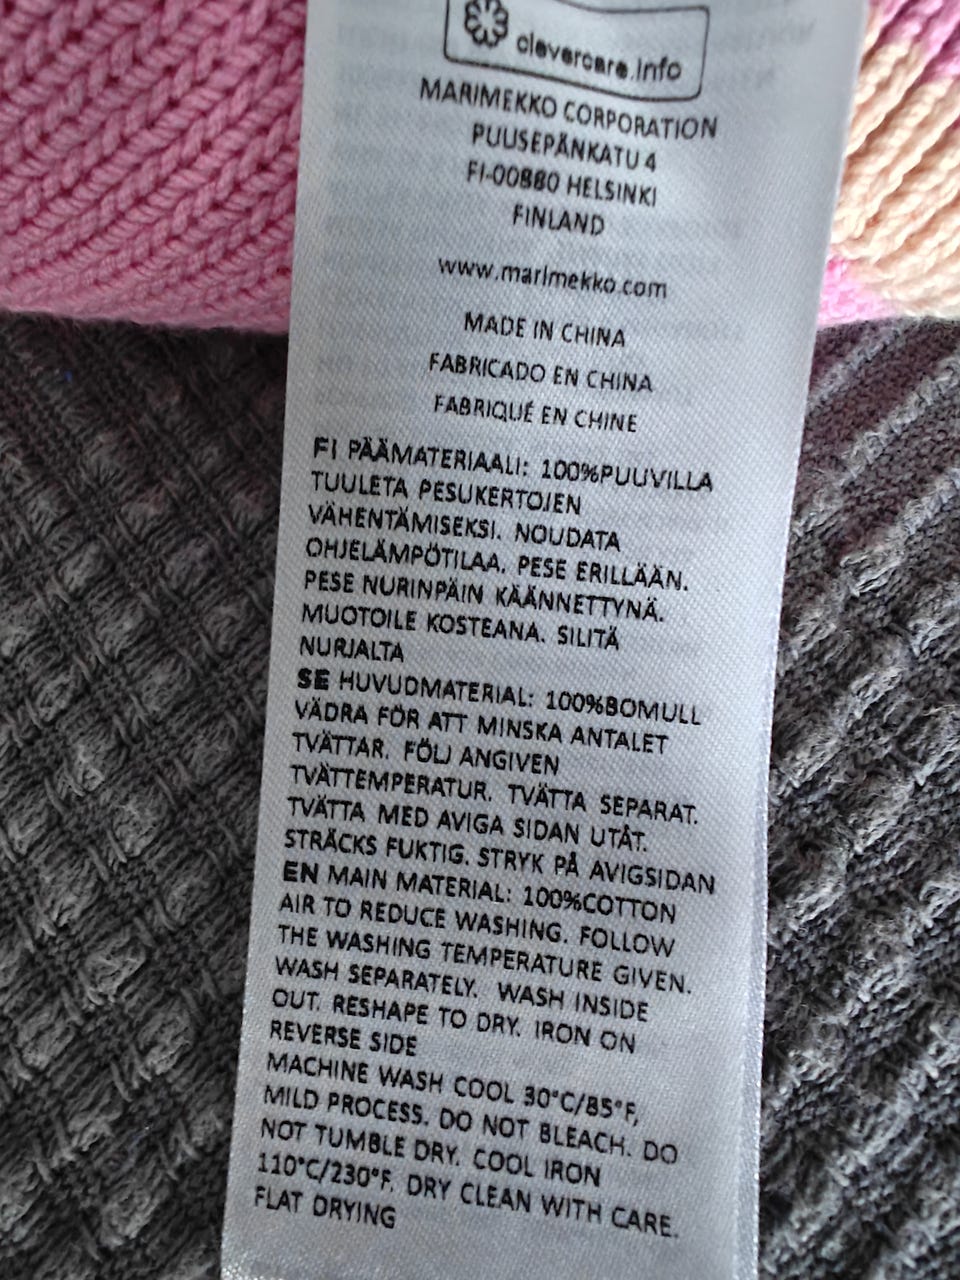 clevercare.info
MARIMEKKO CORPORATION
PUUSEPÄNKATU 4
FI-00880 HELSINKI
FINLAND
www.marimekko.com
MADE IN CHINA
FABRICADO EN CHINA
FABRIQUÉ EN CHINE
FI PÄÄMATERIAALI: 100%PUUVILLA
TUULETA PESUKERTOJEN
VÄHENTÄMISEKSI. NOUDATA
OHJELÄMPÖTILAA. PESE ERILLÄÄN.
PESE NURINPÄIN KÄÄNNETTYNÄ.
MUOTOILE KOSTEANA. SILITÄ
NURJALTA
SE HUVUDMATERIAL: 100%BOMULL
VÄDRA FÖR ATT MINSKA ANTALET
TVÄTTAR. FÖLJ ANGIVEN
TVÄTTEMPERATUR. TVÄTTA SEPARAT.
TVÄTTA MED AVIGA SIDAN UTÅT.
STRÄCKS FUKTIG. STRYK PÅ AVIGSIDAN
EN MAIN MATERIAL: 100%COTTON
AIR TO REDUCE WASHING. FOLLOW
THE WASHING TEMPERATURE GIVEN.
WASH SEPARATELY. WASH INSIDE
OUT. RESHAPE TO DRY. IRON ON
REVERSE SIDE
MACHINE WASH COOL 30°C/85°F,
MILD PROCESS. DO NOT BLEACH. DO
NOT TUMBLE DRY. COOL IRON
110°C/230°F. DRY CLEAN WITH CARE.
FLAT DRYING